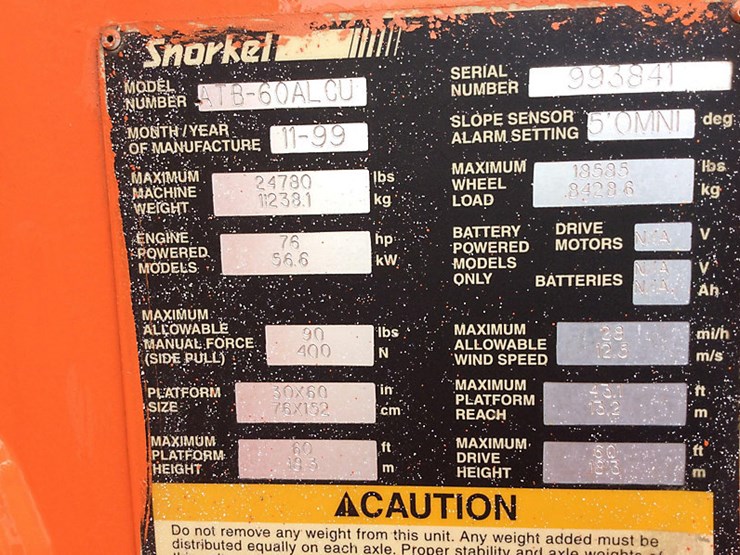 Snorkel
MODEL NUMBER ATB-60ALCU
SERIAL NUMBER 993841
MONTH/YEAR OF MANUFACTURE 11-99
SLOPE SENSOR ALARM SETTING 5°OMNI deg
MAXIMUM MACHINE WEIGHT 24780 lbs
11238.1 kg
MAXIMUM WHEEL LOAD 18585 lbs
8428.6 kg
ENGINE POWERED MODELS 76 hp
56.6 kW
BATTERY POWERED MODELS ONLY
DRIVE MOTORS N/A V
BATTERIES N/A V
N/A Ah
MAXIMUM ALLOWABLE MANUAL FORCE (SIDE PULL) 90 lbs
400 N
MAXIMUM ALLOWABLE WIND SPEED 28 mi/h
12.5 m/s
PLATFORM SIZE 30X60 in
76X152 cm
MAXIMUM PLATFORM REACH ft
m
MAXIMUM PLATFORM HEIGHT 60 ft
18.3 m
MAXIMUM DRIVE HEIGHT 60 ft
18.3 m
CAUTION
Do not remove any weight from this unit. Any weight added must be
distributed equally on each axle. Proper stability and axle weights of